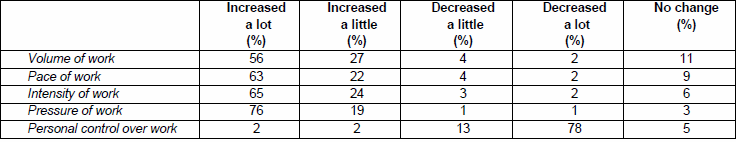 Increased a lot (%) Increased a little (%) Decreased a little (%) Decreased a lot (%) No change (%)
Volume of work 56 27 4 2 11
Pace of work 63 22 4 2 9
Intensity of work 65 24 3 2 6
Pressure of work 76 19 1 1 3
Personal control over work 2 2 13 78 5